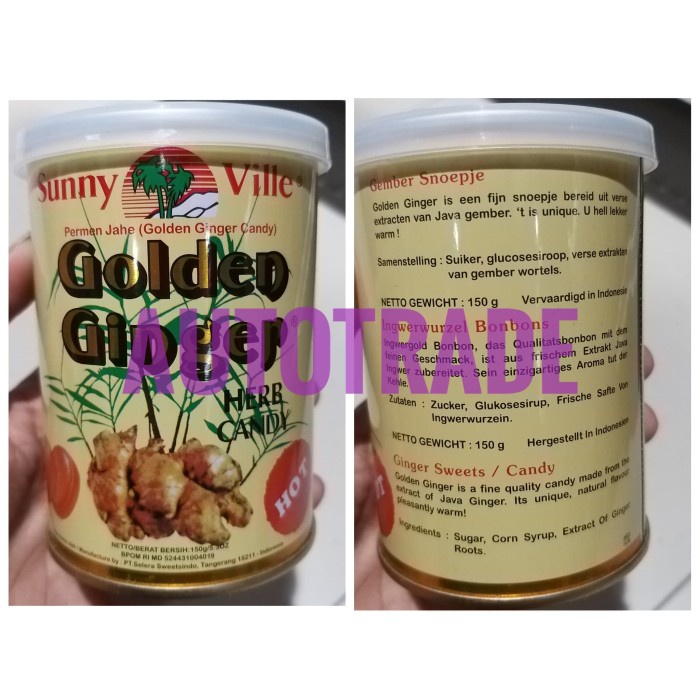 Sunny Ville®
Permen Jahe (Golden Ginger Candy)
Golden
Ginger
HERB
CANDY
HOT
NETTO/BERAT BERSIH:150g/5.3OZ
BPOM RI MD 524431004019
Manufacture by : PT.Selera Sweetsindo, Tangerang 15211 - Indonesia
Gember Snoepje
Golden Ginger is een fijn snoepje bereid uit verse
extracten van Java gember. 't is unique. U hell lekker
warm !
Samenstelling : Suiker, glucosesiroop, verse extrakten
van gember wortels.
NETTO GEWICHT : 150 g Vervaardigd in Indonesie
Ingwerwurzel Bonbons
Ingwergold Bonbon, das Qualitatsbonbon mit dem
feinen Geschmack, ist aus frischem Extrakt Java
Ingwer zubereitet. Sein einzigartiges Aroma tut der
Kehle.
Zutaten : Zucker, Glukosesirup, Frische Safte Von
Ingwerwurzein.
NETTO GEWICHT : 150 g Hergestellt In Indonesien
Ginger Sweets / Candy
Golden Ginger is a fine quality candy made from the
extract of Java Ginger. Its unique, natural flavour
pleasantly warm!
Ingredients : Sugar, Corn Syrup, Extract Of Ginger
Roots.
AUTOTRADE